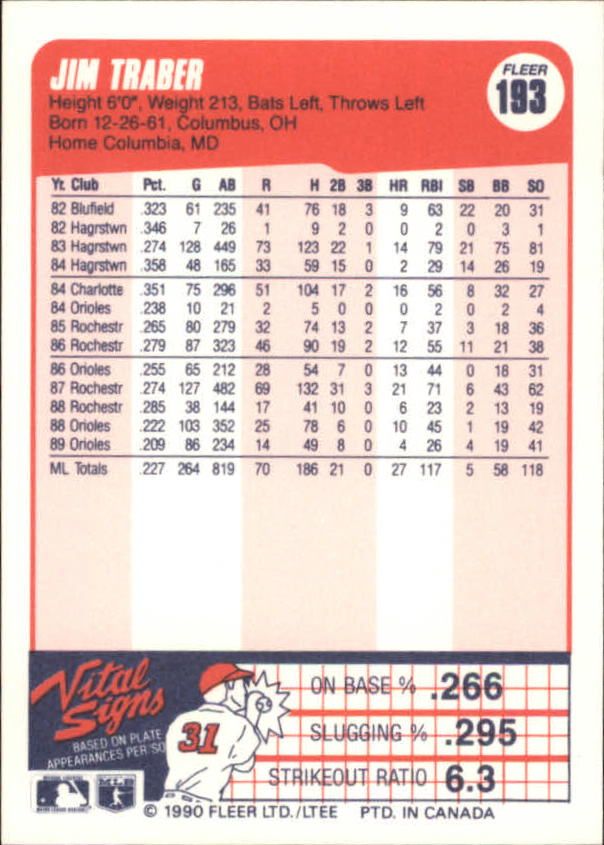 JIM TRABER
FLEER
193
Height 6'0", Weight 213, Bats Left, Throws Left
Born 12-26-61, Columbus, OH
Home Columbia, MD
Yr. Club Pct. G AB R H 2B 3B HR RBI SB BB SO
82 Blufield .323 61 235 41 76 18 3 9 63 22 20 31
82 Hagrstwn .346 7 26 1 9 2 0 0 2 0 3 1
83 Hagrstwn .274 128 449 73 123 22 1 14 79 21 75 81
84 Hagrstwn .358 48 165 33 59 15 0 2 29 14 26 19
84 Charlotte .351 75 296 51 104 17 2 16 56 8 32 27
84 Orioles .238 10 21 2 5 0 0 0 2 0 2 4
85 Rochestr .265 80 279 32 74 13 2 7 37 3 18 36
86 Rochestr .279 87 323 46 90 19 2 12 55 11 21 38
86 Orioles .255 65 212 28 54 7 0 13 44 0 18 31
87 Rochestr .274 127 482 69 132 31 3 21 71 6 43 62
88 Rochestr .285 38 144 17 41 10 0 6 23 2 13 19
88 Orioles .222 103 352 25 78 6 0 10 45 1 19 42
89 Orioles .209 86 234 14 49 8 0 4 26 4 19 41
ML Totals .227 264 819 70 186 21 0 27 117 5 58 118
Vital Signs
BASED ON PLATE
APPEARANCES PER/SO
31
ON BASE % .266
SLUGGING % .295
STRIKEOUT RATIO 6.3
MLB
© 1990 FLEER LTD./LTEE PTD. IN CANADA